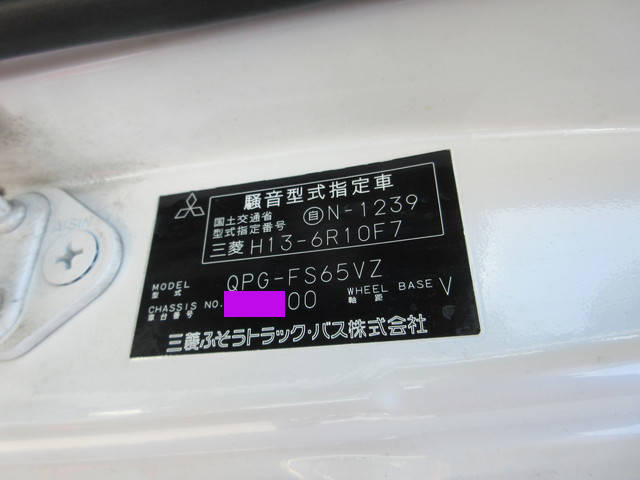 騒音型式指定車
国土交通省
型式指定番号 自N-1239
三菱 H13-6R10F7
MODEL 型式 QPG-FS65VZ
CHASSIS NO. 車台番号 00 WHEEL BASE 軸距 V
三菱ふそうトラック・バス株式会社
AISIN